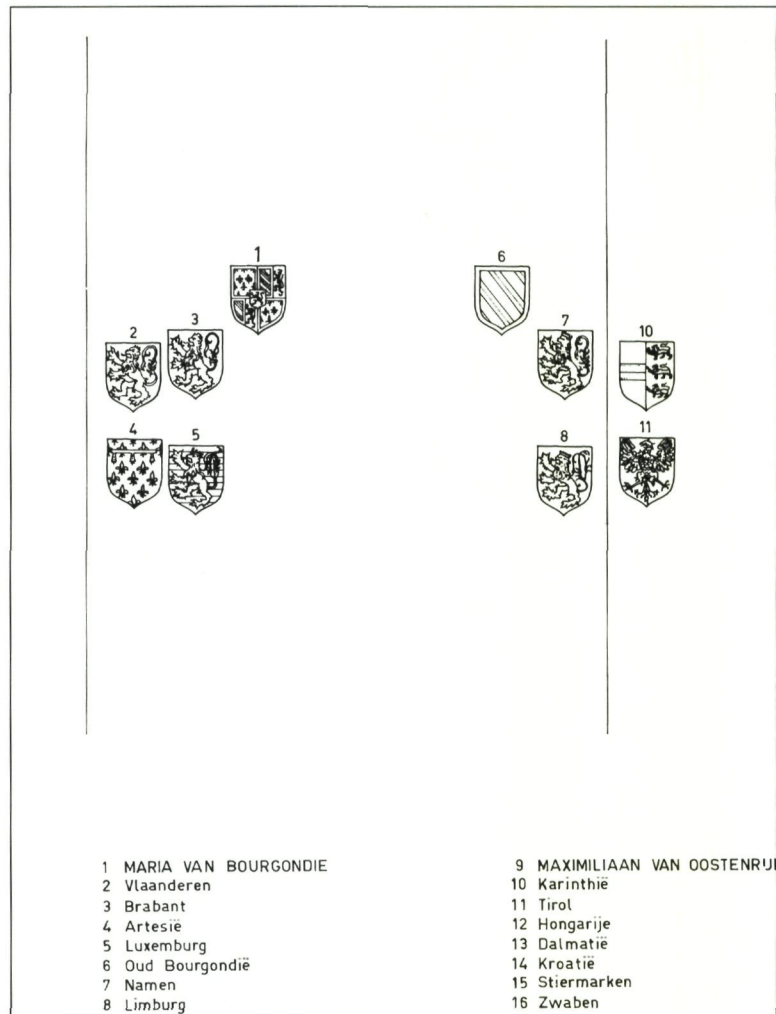 1
6
2
3
7
10
4
5
8
11
1 MARIA VAN BOURGONDIE
2 Vlaanderen
3 Brabant
4 Artesië
5 Luxemburg
6 Oud Bourgondië
7 Namen
8 Limburg
9 MAXIMILIAAN VAN OOSTENRIJ
10 Karinthië
11 Tirol
12 Hongarije
13 Dalmatië
14 Kroatië
15 Stiermarken
16 Zwaben